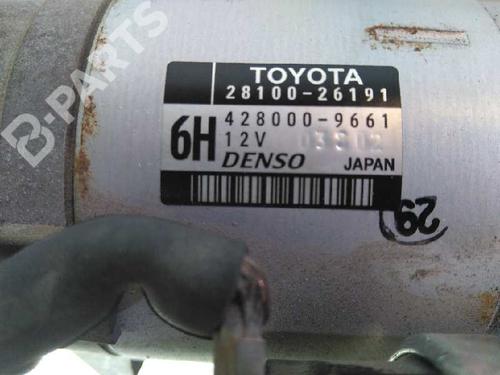 B-PARTS
TOYOTA
28100-26191
428000-9661
6H
12V
DENSO
JAPAN
29